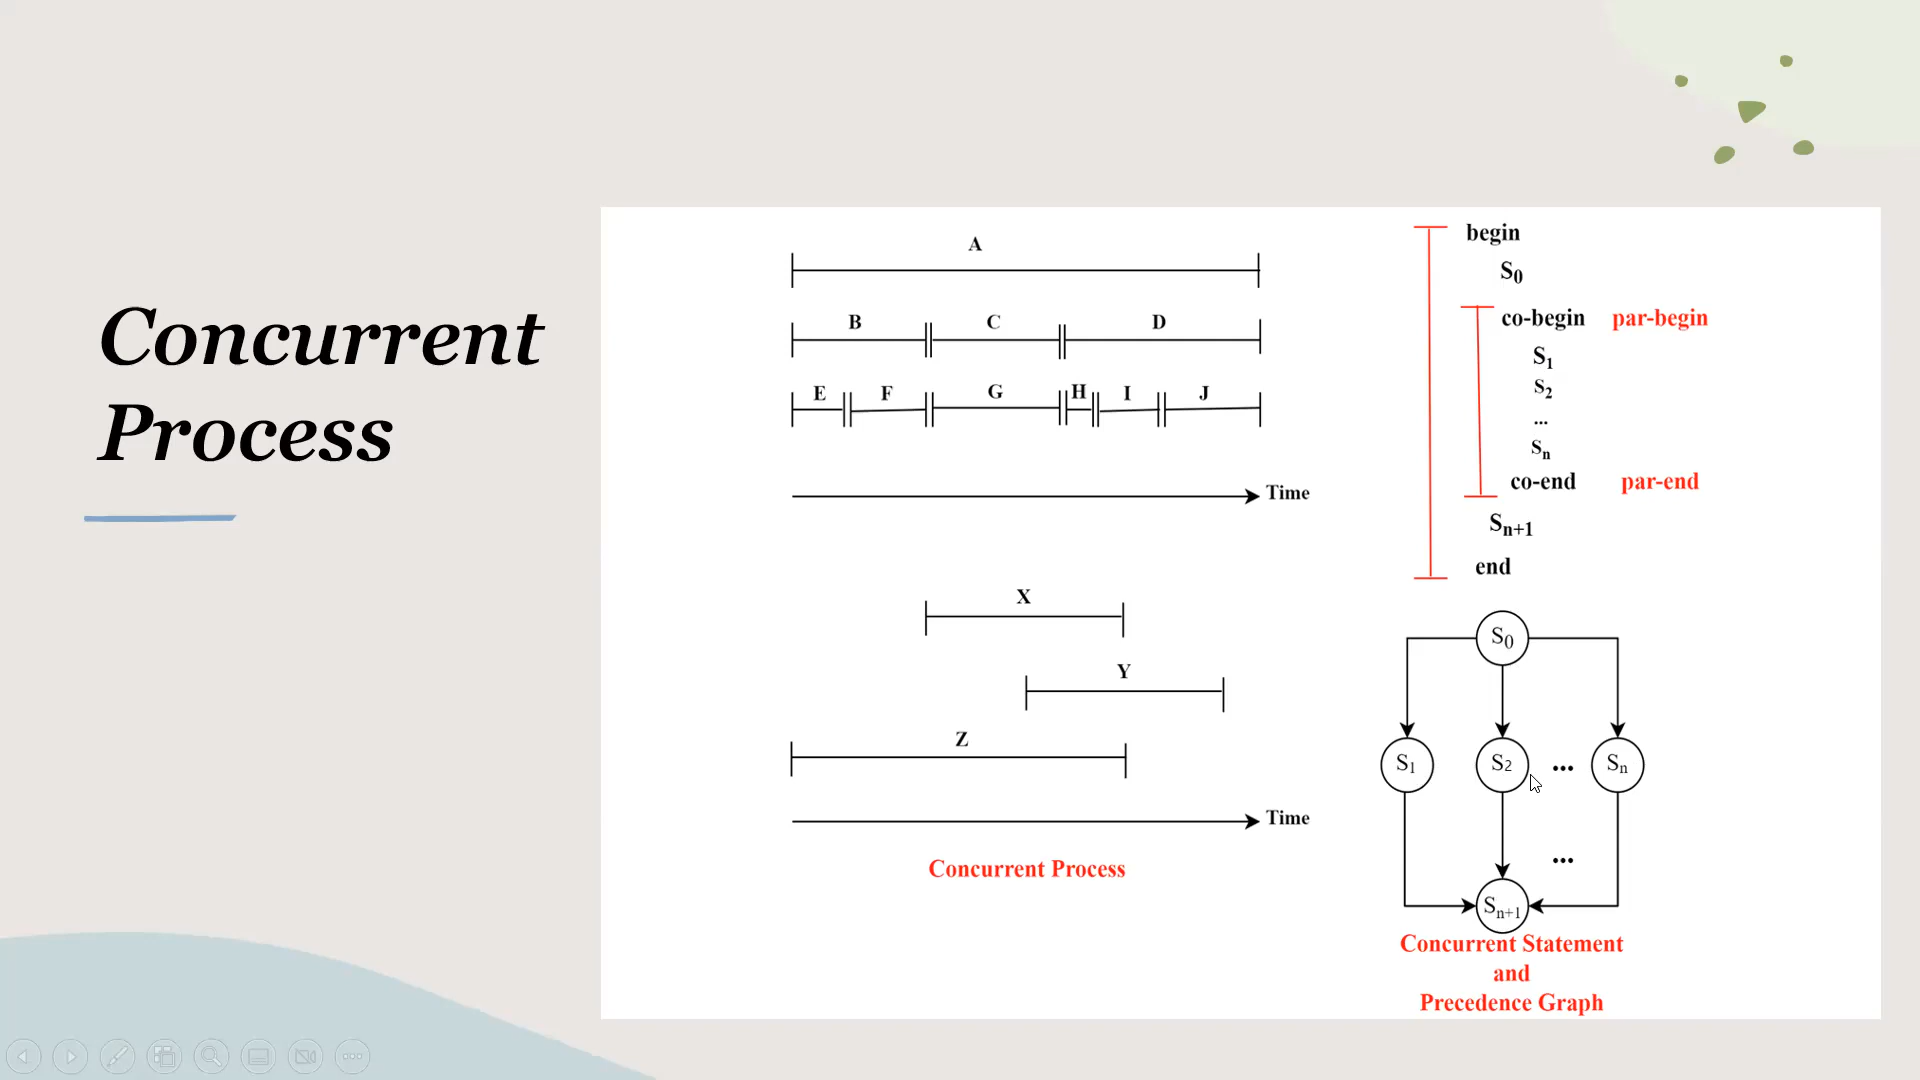 Concurrent
Process
A
B C D
E F G H I J
Time
X
Y
Z
Time
Concurrent Process
begin
S0
co-begin par-begin
S1
S2
...
Sn
co-end par-end
Sn+1
end
S0
S1 S2 ... Sn
...
Sn+1
Concurrent Statement
and
Precedence Graph